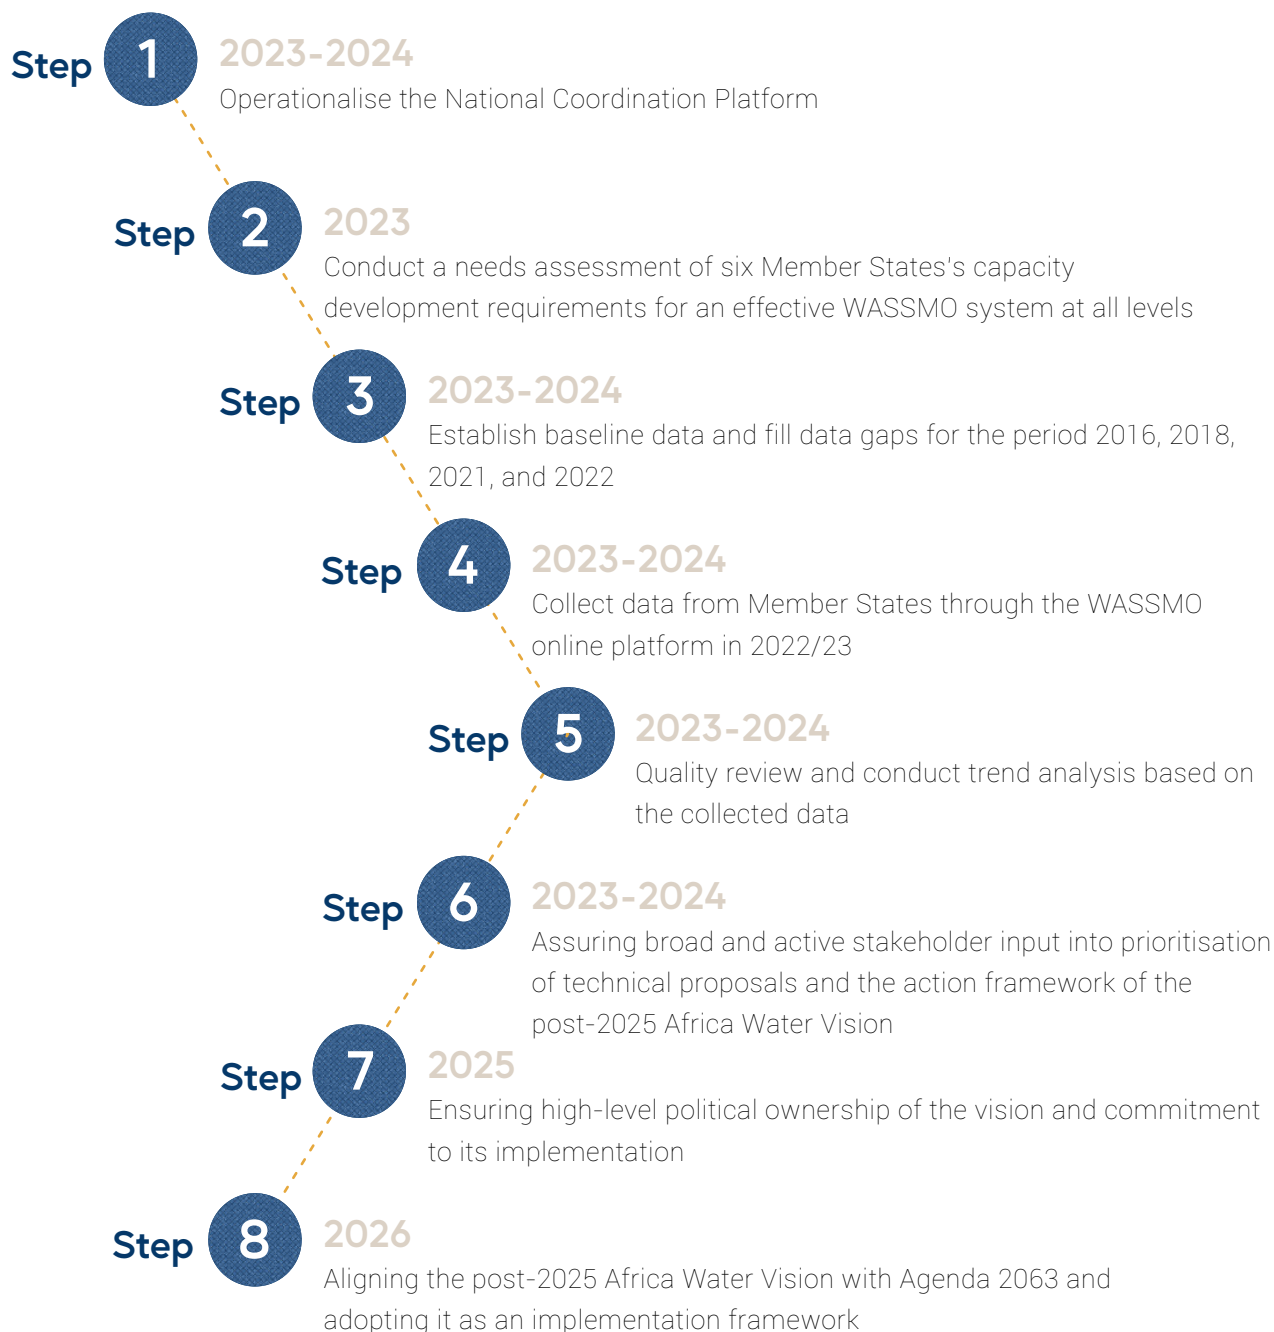 Step 1 2023-2024
Operationalise the National Coordination Platform
Step 2 2023
Conduct a needs assessment of six Member States's capacity
development requirements for an effective WASSMO system at all levels
Step 3 2023-2024
Establish baseline data and fill data gaps for the period 2016, 2018,
2021, and 2022
Step 4 2023-2024
Collect data from Member States through the WASSMO
online platform in 2022/23
Step 5 2023-2024
Quality review and conduct trend analysis based on
the collected data
Step 6 2023-2024
Assuring broad and active stakeholder input into prioritisation
of technical proposals and the action framework of the
post-2025 Africa Water Vision
Step 7 2025
Ensuring high-level political ownership of the vision and commitment
to its implementation
Step 8 2026
Aligning the post-2025 Africa Water Vision with Agenda 2063 and
adopting it as an implementation framework